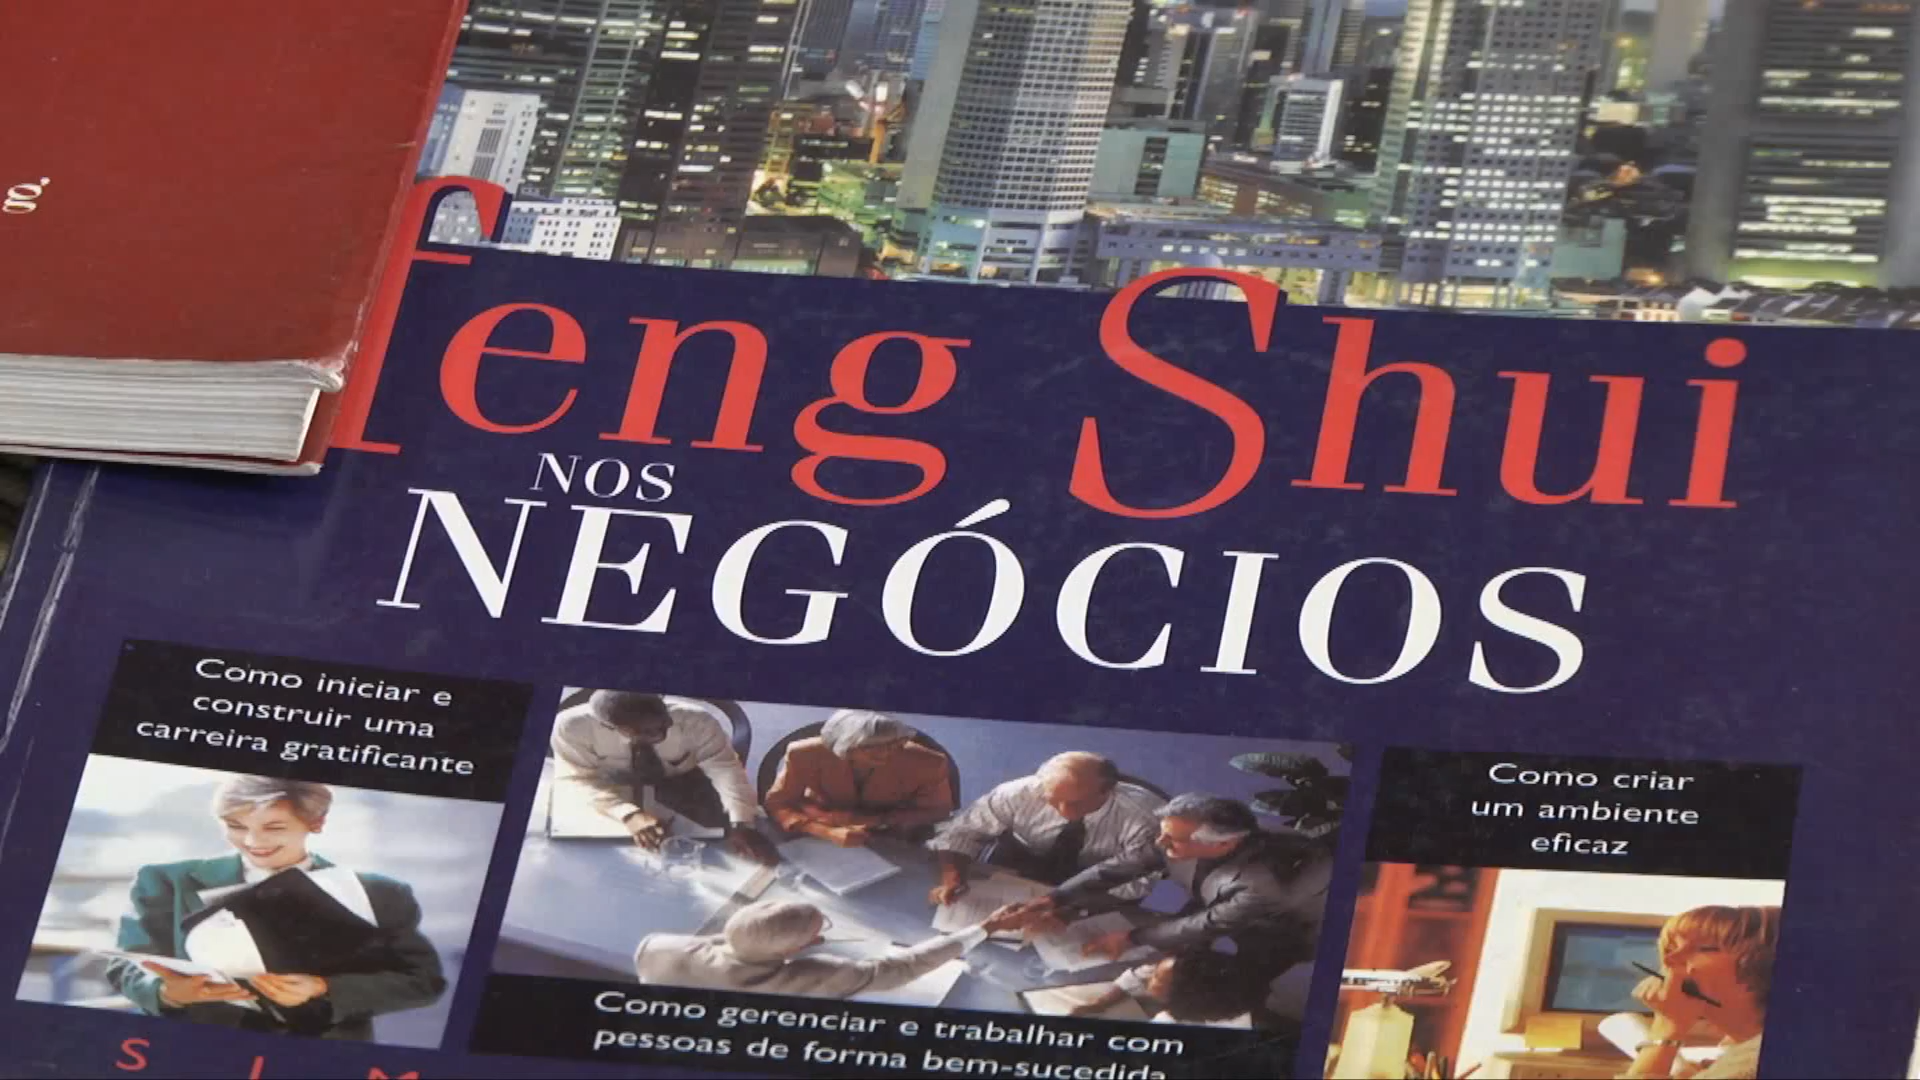 go.
feng Shui
NOS
NEGÓCIOS
Como iniciar e
construir uma
carreira gratificante
Como criar
um ambiente
eficaz
Como gerenciar e trabalhar com
pessoas de forma bem-sucedida
S I M